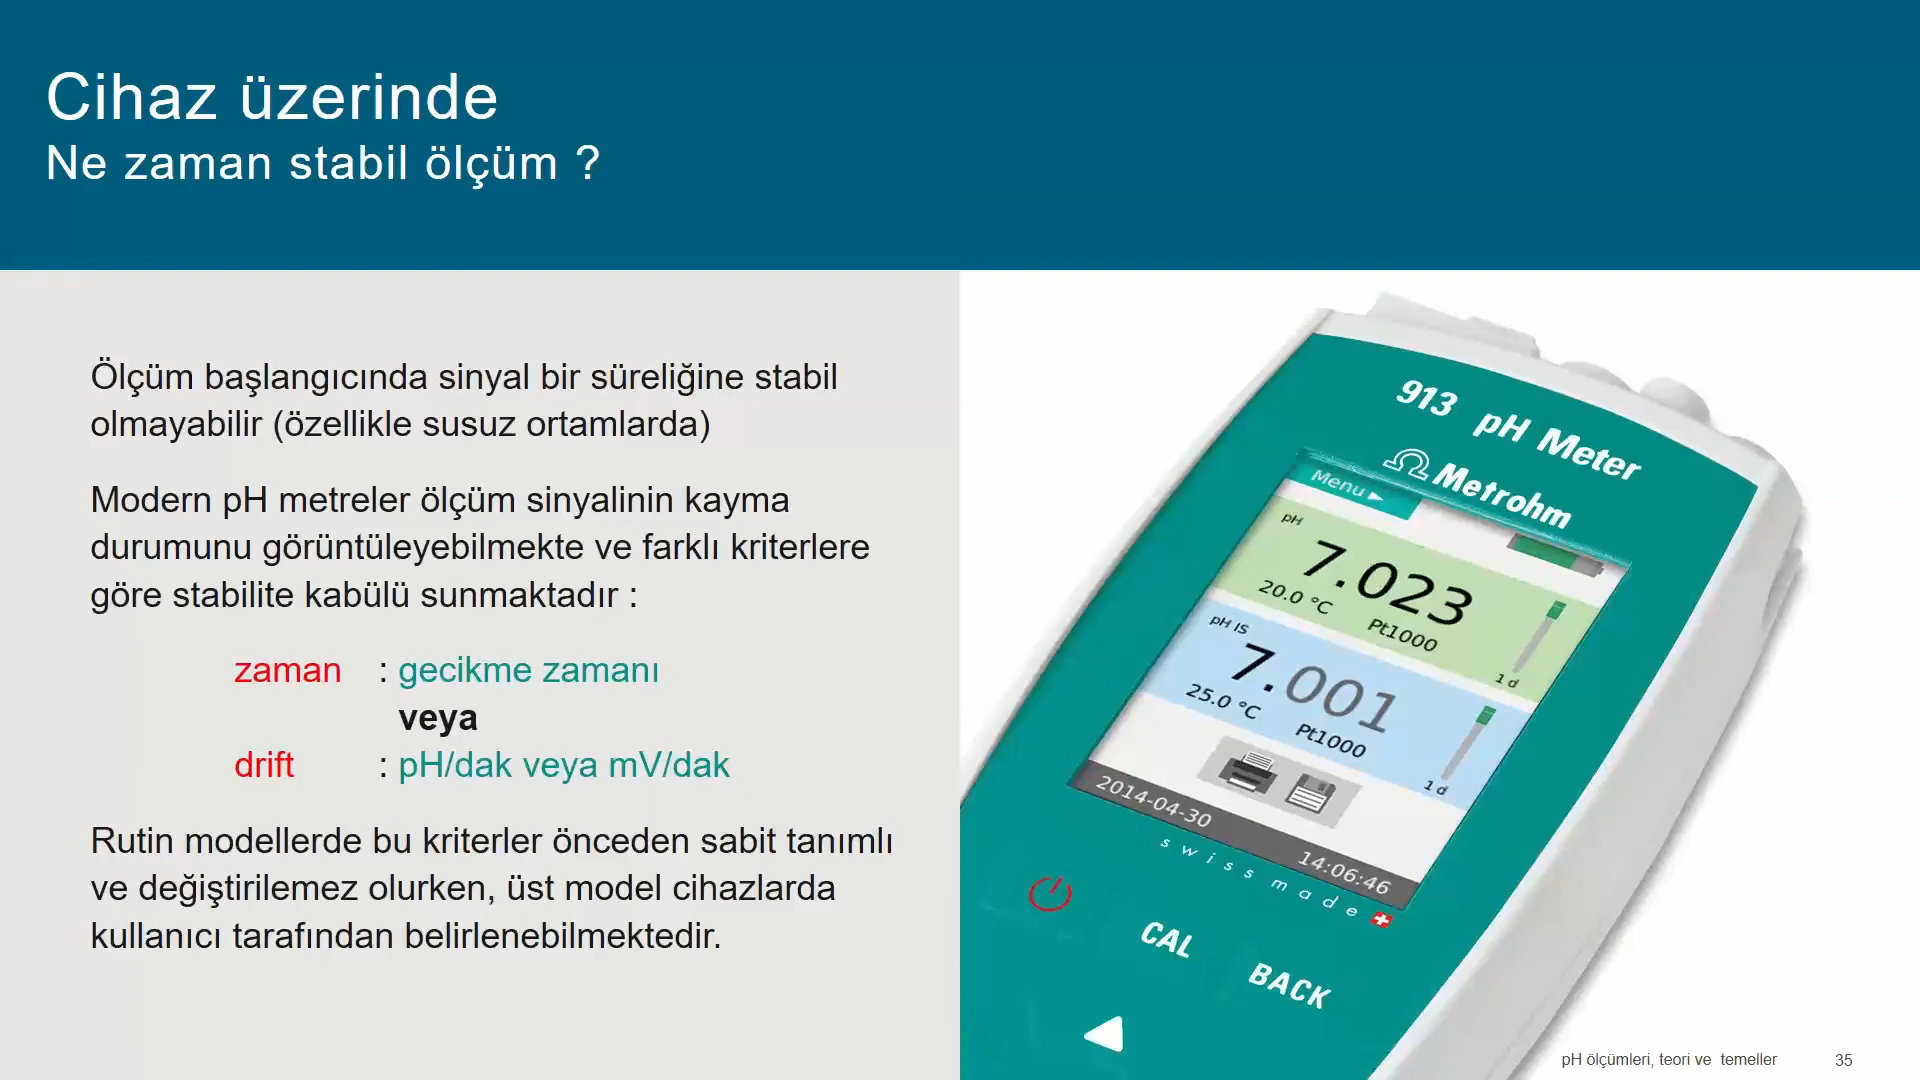 Cihaz üzerinde
Ne zaman stabil ölçüm ?
Ölçüm başlangıcında sinyal bir süreliğine stabil
olmayabilir (özellikle susuz ortamlarda)
Modern pH metreler ölçüm sinyalinin kayma
durumunu görüntüleyebilmekte ve farklı kriterlere
göre stabilite kabülü sunmaktadır :
zaman : gecikme zamanı
veya
drift : pH/dak veya mV/dak
Rutin modellerde bu kriterler önceden sabit tanımlı
ve değiştirilemez olurken, üst model cihazlarda
kullanıcı tarafından belirlenebilmektedir.
913 pH Meter
Metrohm
Menu
pH
7.023
20.0 °C Pt1000
1 d
pH IS
7.001
25.0 °C Pt1000
1 d
2014-04-30 14:06:46
swiss made
CAL
BACK
pH ölçümleri, teori ve temeller 35